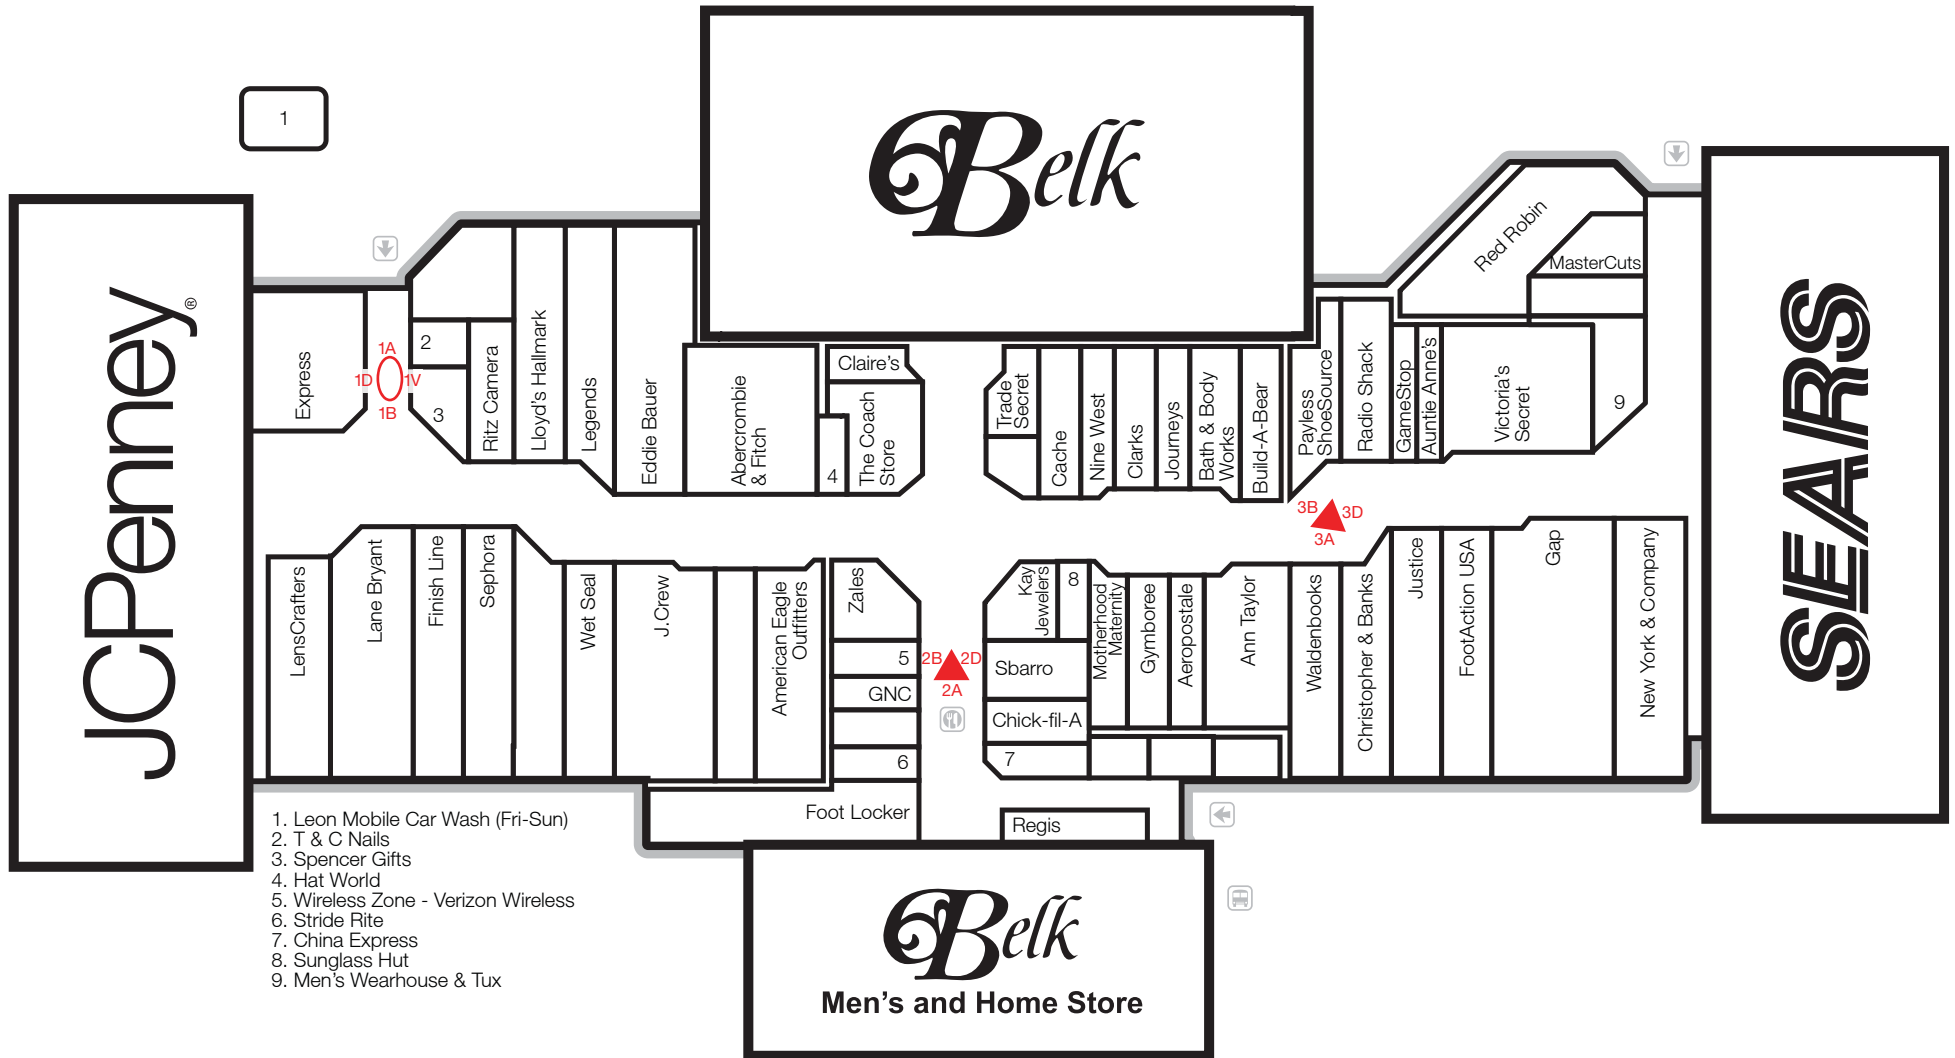 1
Belk
JCPenney®
SEARS
Red Robin
MasterCuts
Express
1A
1D
1V
1B
2
3
Ritz Camera
Lloyd's Hallmark
Legends
Eddie Bauer
Abercrombie
& Fitch
Claire's
4
The Coach
Store
Trade
Secret
Cache
Nine West
Clarks
Journeys
Bath & Body
Works
Build-A-Bear
Payless
ShoeSource
Radio Shack
GameStop
Auntie Anne's
Victoria's
Secret
9
3B
3D
3A
LensCrafters
Lane Bryant
Finish Line
Sephora
Wet Seal
J.Crew
American Eagle
Outfitters
Zales
5
GNC
6
Foot Locker
2B
2D
2A
Kay
Jewelers
8
Sbarro
Chick-fil-A
7
Regis
Motherhood
Maternity
Gymboree
Aeropostale
Ann Taylor
Waldenbooks
Christopher & Banks
Justice
FootAction USA
Gap
New York & Company
1. Leon Mobile Car Wash (Fri-Sun)
2. T & C Nails
3. Spencer Gifts
4. Hat World
5. Wireless Zone - Verizon Wireless
6. Stride Rite
7. China Express
8. Sunglass Hut
9. Men's Wearhouse & Tux
Belk
Men's and Home Store